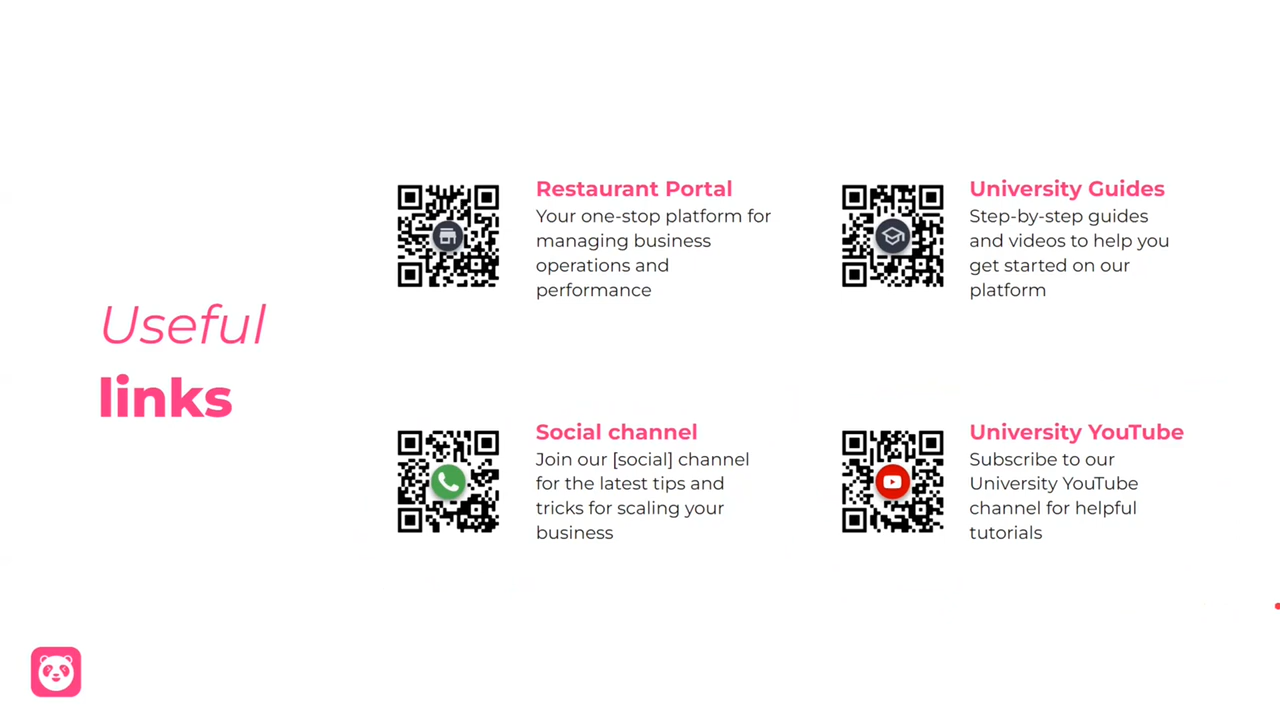 Useful
links
Restaurant Portal
Your one-stop platform for
managing business
operations and
performance
University Guides
Step-by-step guides
and videos to help you
get started on our
platform
Social channel
Join our [social] channel
for the latest tips and
tricks for scaling your
business
University YouTube
Subscribe to our
University YouTube
channel for helpful
tutorials